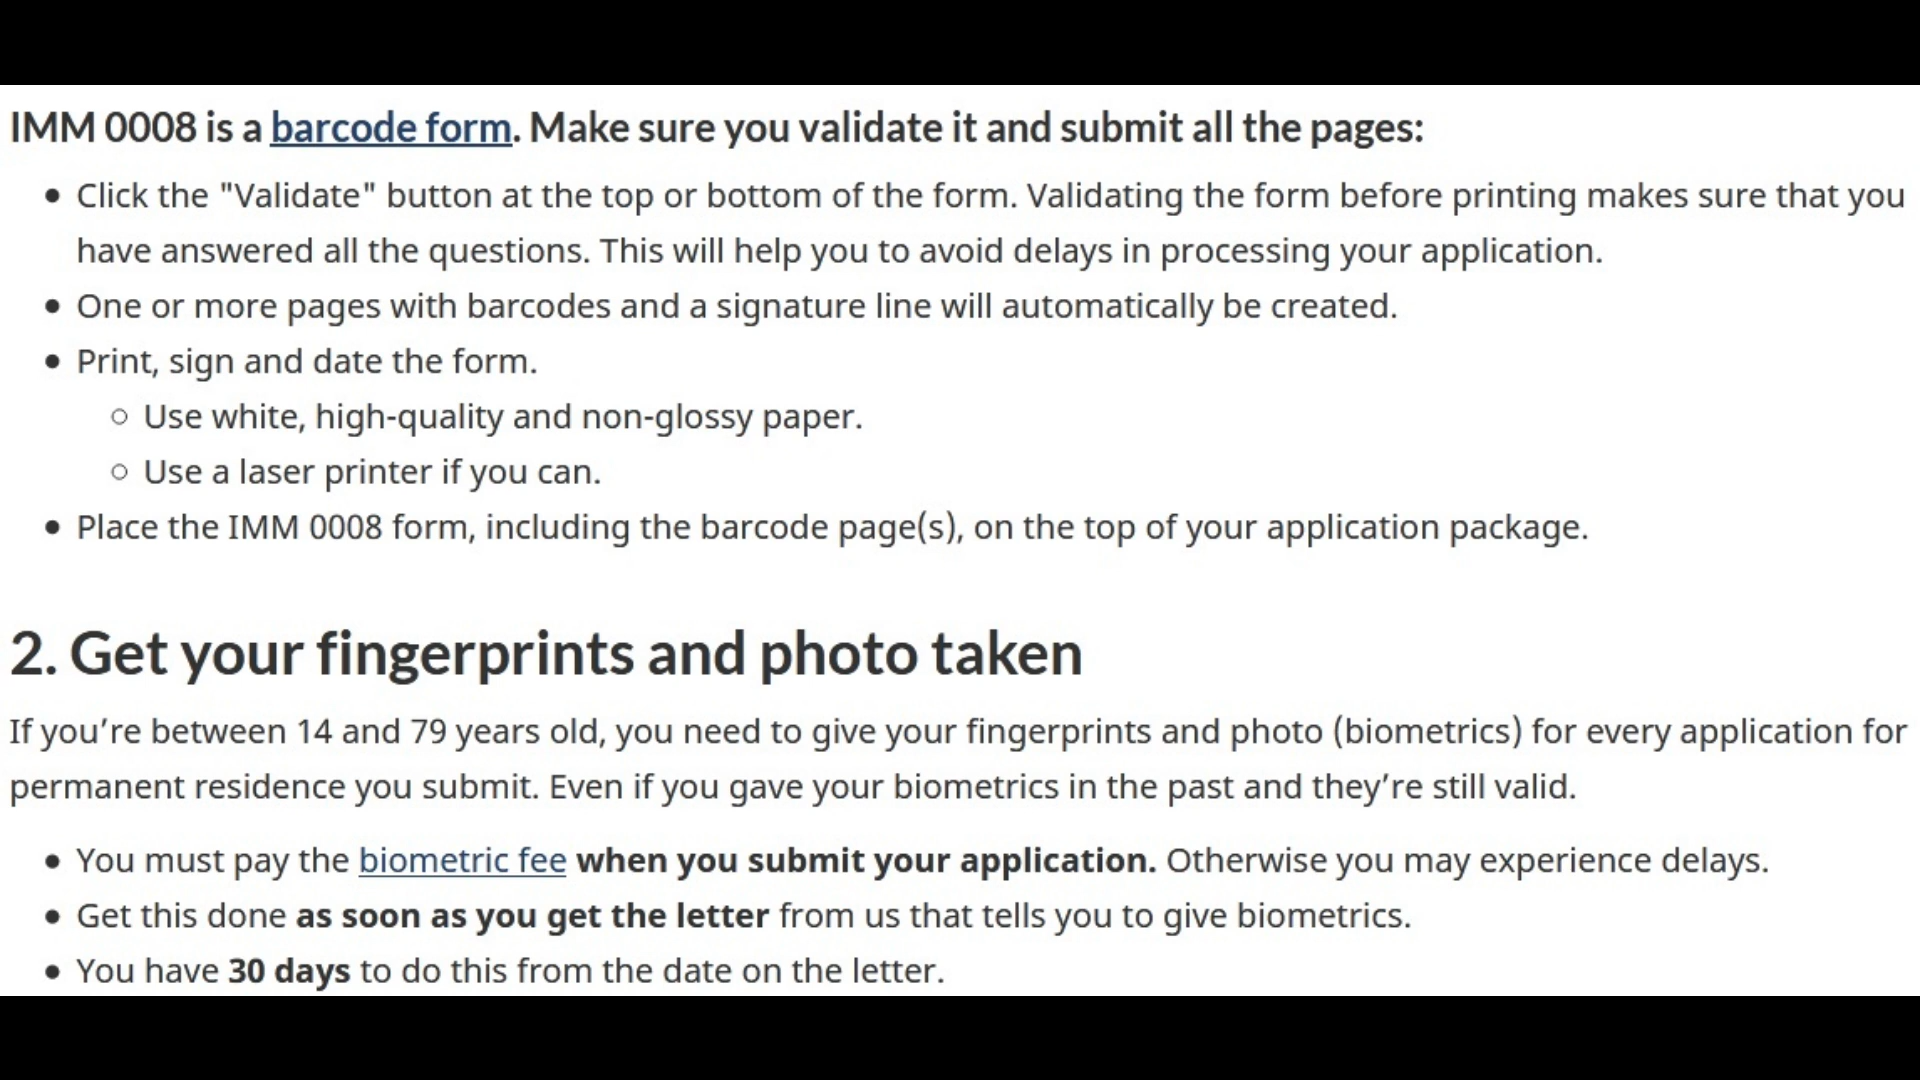 IMM 0008 is a barcode form. Make sure you validate it and submit all the pages:
• Click the "Validate" button at the top or bottom of the form. Validating the form before printing makes sure that you
have answered all the questions. This will help you to avoid delays in processing your application.
• One or more pages with barcodes and a signature line will automatically be created.
• Print, sign and date the form.
○ Use white, high-quality and non-glossy paper.
○ Use a laser printer if you can.
• Place the IMM 0008 form, including the barcode page(s), on the top of your application package.
2. Get your fingerprints and photo taken
If you’re between 14 and 79 years old, you need to give your fingerprints and photo (biometrics) for every application for
permanent residence you submit. Even if you gave your biometrics in the past and they’re still valid.
• You must pay the biometric fee when you submit your application. Otherwise you may experience delays.
• Get this done as soon as you get the letter from us that tells you to give biometrics.
• You have 30 days to do this from the date on the letter.